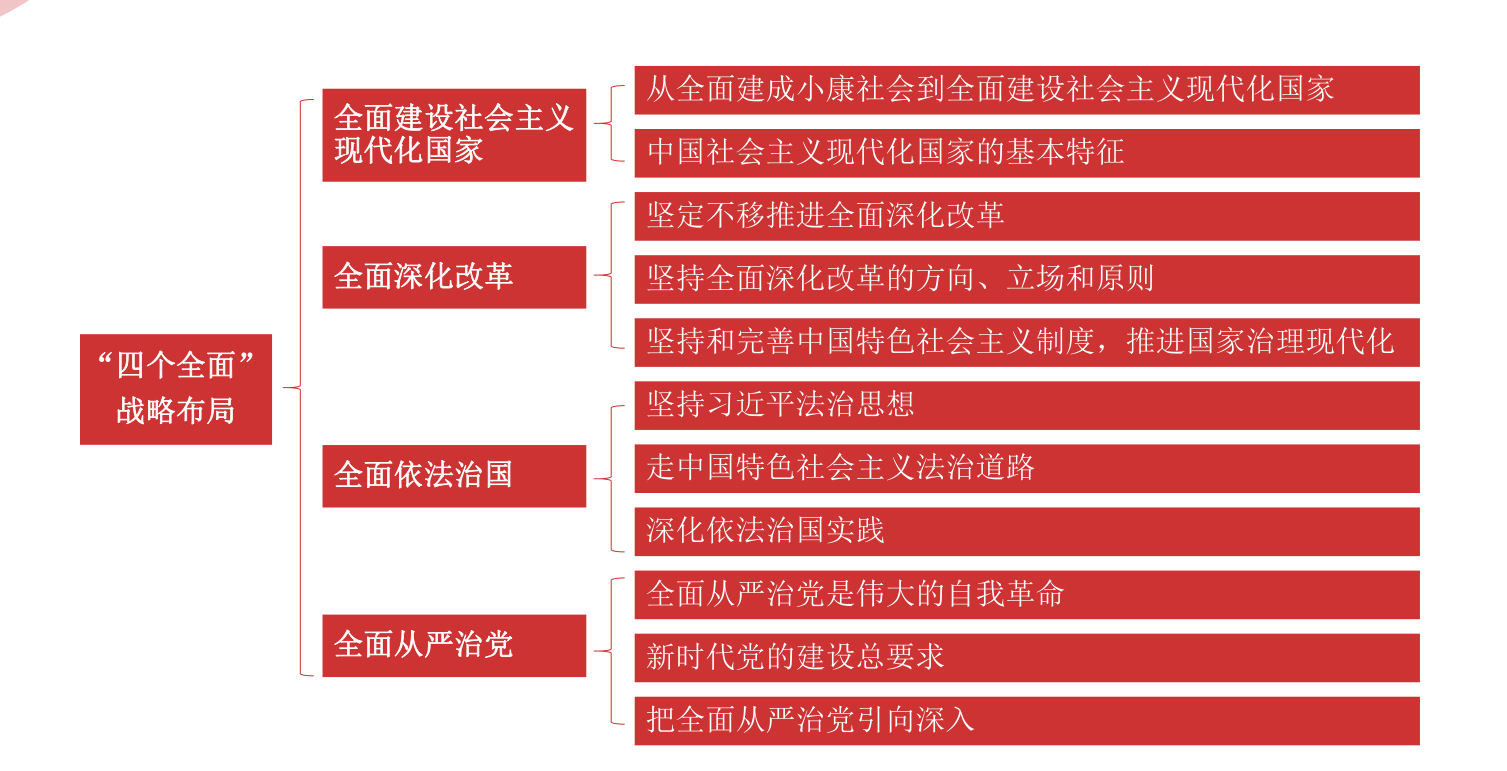 “四个全面”
战略布局
全面建设社会主义
现代化国家
从全面建成小康社会到全面建设社会主义现代化国家
中国社会主义现代化国家的基本特征
全面深化改革
坚定不移推进全面深化改革
坚持全面深化改革的方向、立场和原则
坚持和完善中国特色社会主义制度，推进国家治理现代化
全面依法治国
坚持习近平法治思想
走中国特色社会主义法治道路
深化依法治国实践
全面从严治党
全面从严治党是伟大的自我革命
新时代党的建设总要求
把全面从严治党引向深入